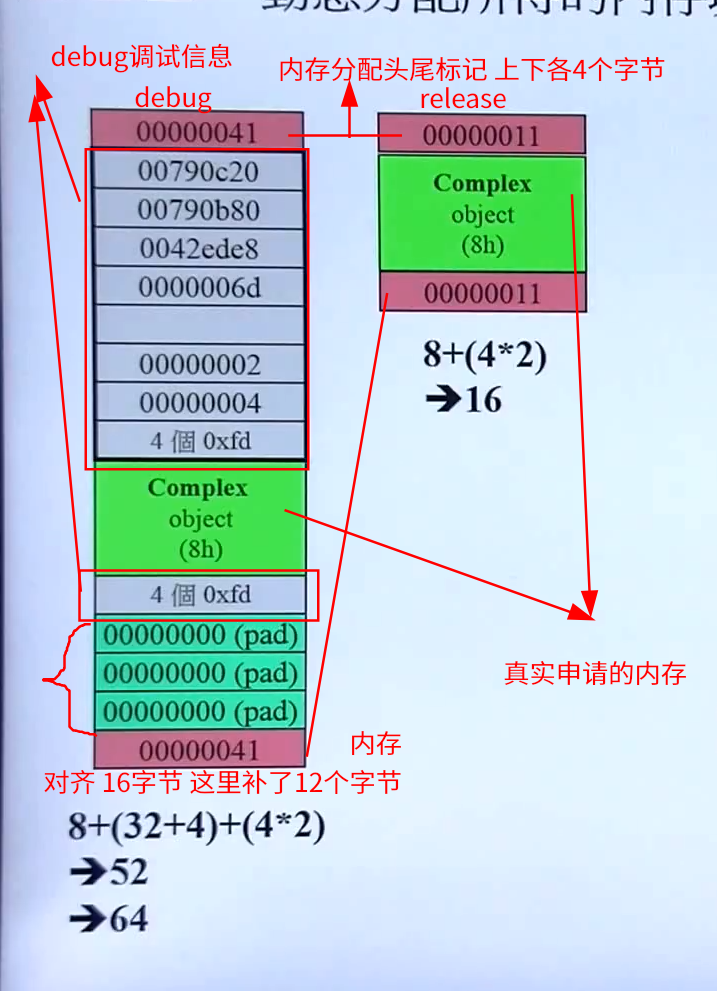 debug调试信息
内存分配头尾标记 上下各4个字节
debug
release
00000041
00790c20
00790b80
0042ede8
0000006d
00000002
00000004
4 個 0xfd
Complex
object
(8h)
4 個 0xfd
00000000 (pad)
00000000 (pad)
00000000 (pad)
00000041
00000011
Complex
object
(8h)
00000011
8+(4*2)
➔16
真实申请的内存
内存
对齐 16字节 这里补了12个字节
8+(32+4)+(4*2)
➔52
➔64